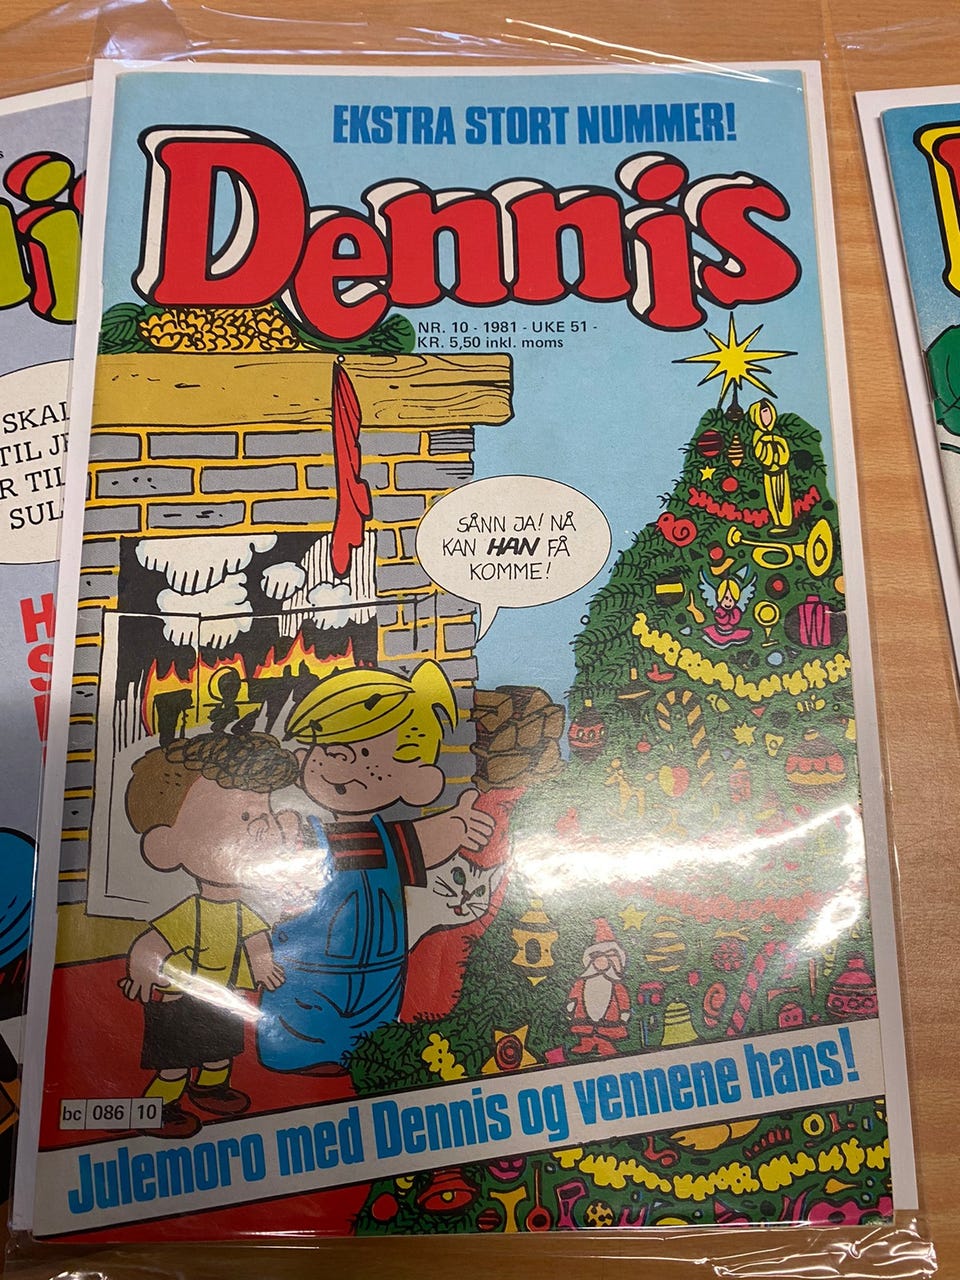 EKSTRA STORT NUMMER!
Dennis
NR. 10 - 1981 - UKE 51 -
KR. 5,50 inkl. moms
SÅNN JA! NÅ
KAN HAN FÅ
KOMME!
bc 086 10
Julemoro med Dennis og vennene hans!
SKAL
TIL
R TIL
SUL